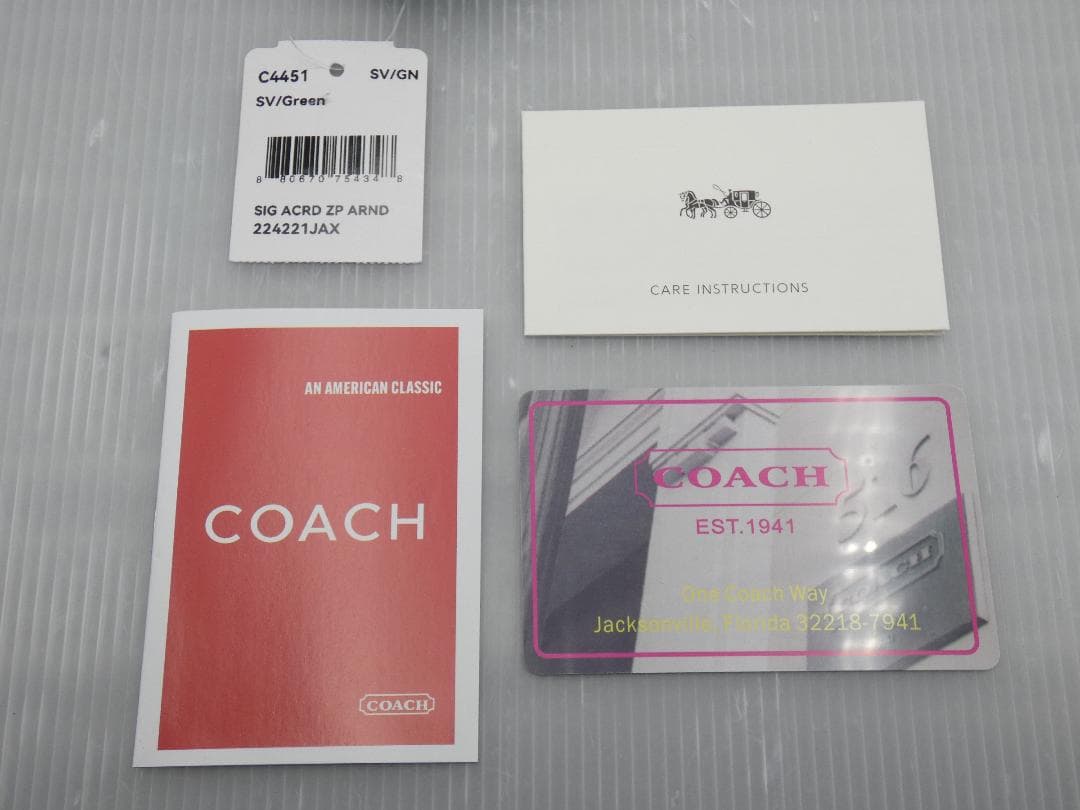 C4451 SV/GN
SV/Green
8 80670 75434 8
SIG ACRD ZP ARND
224221JAX
CARE INSTRUCTIONS
AN AMERICAN CLASSIC
COACH
COACH
COACH
EST.1941
One Coach Way
Jacksonville, Florida 32218-7941
COACH